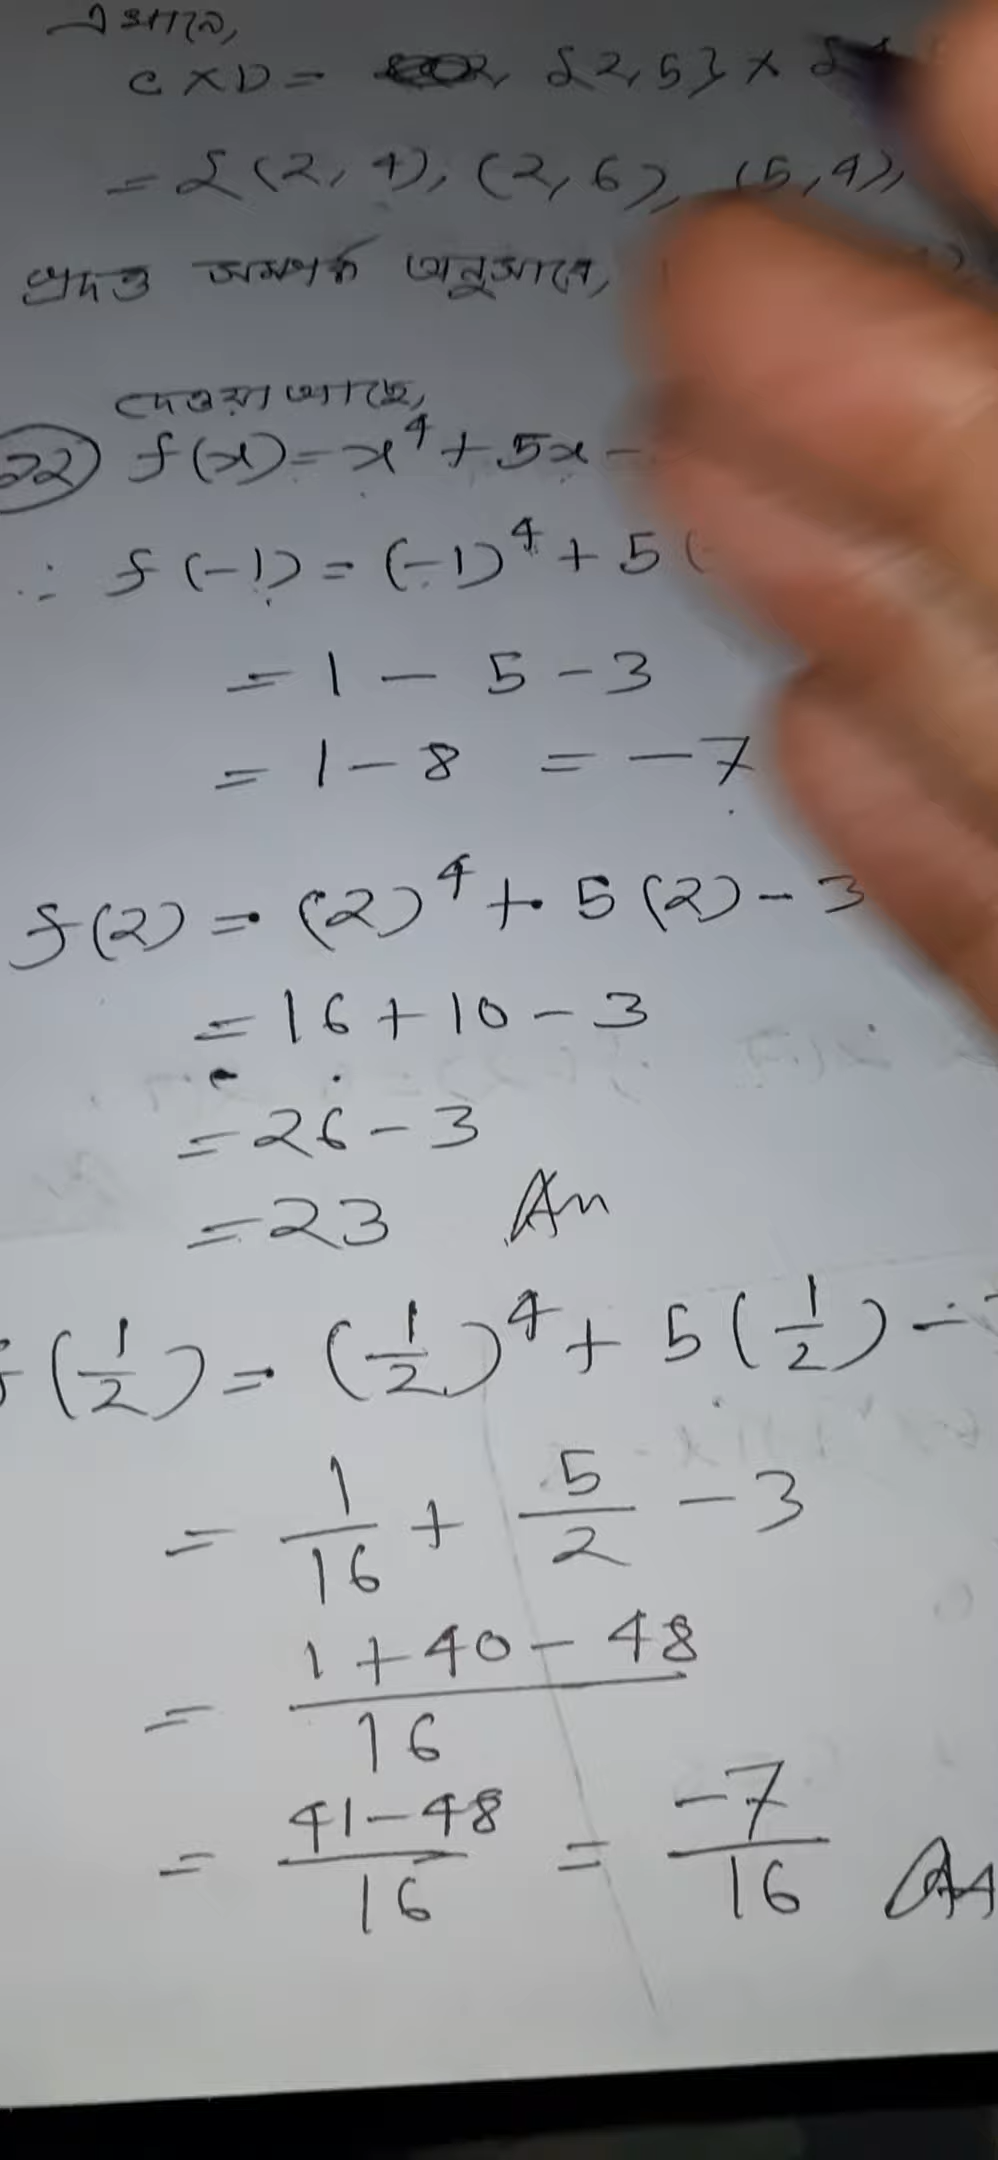 এখানে,
C×D= {2,5}×{
={(2,4),(2,6),(5,4),
প্রদত্ত সম্পর্ক অনুসারে,
দেওয়া আছে,
22) f(x)=x⁴+5x-
∴ f(-1)=(-1)⁴+5(
=1-5-3
=1-8 =-7
f(2)=(2)⁴+5(2)-3
=16+10-3
=26-3
=23 An
f(1/2)=(1/2)⁴+5(1/2)-
=1/16+5/2-3
=(1+40-48)/16
=(41-48)/16 =-7/16